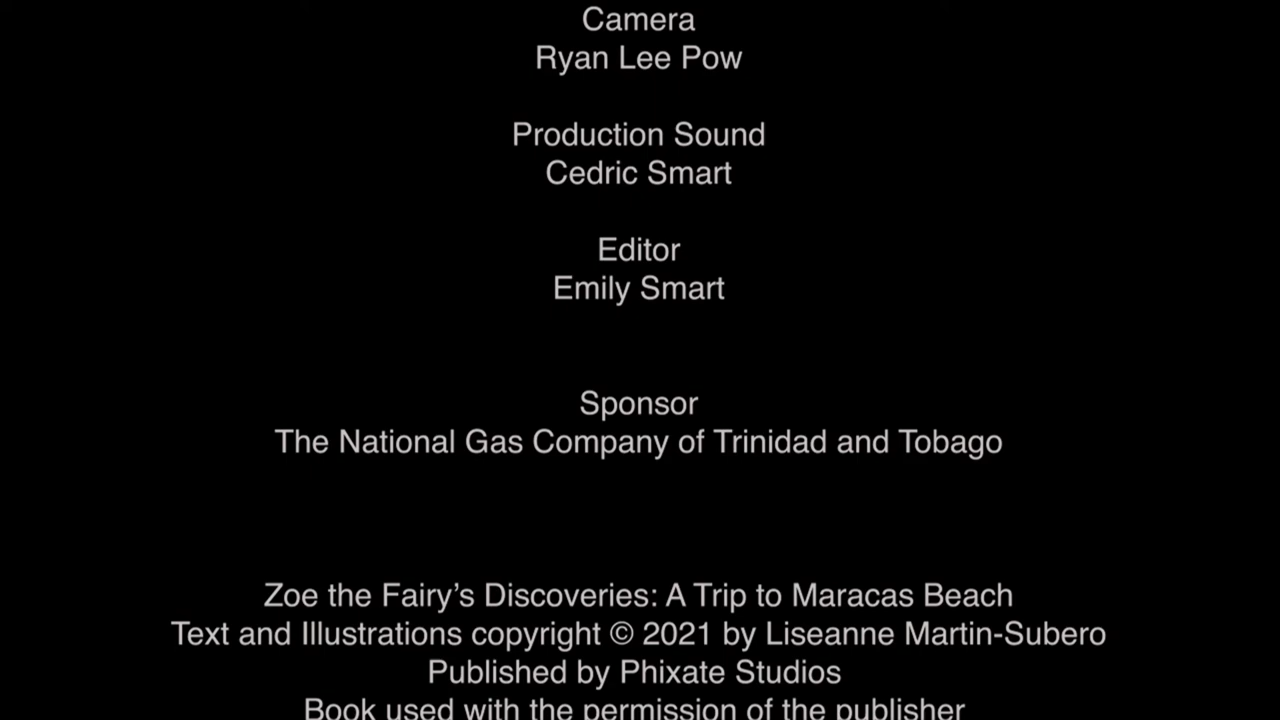 Camera
Ryan Lee Pow
Production Sound
Cedric Smart
Editor
Emily Smart
Sponsor
The National Gas Company of Trinidad and Tobago
Zoe the Fairy’s Discoveries: A Trip to Maracas Beach
Text and Illustrations copyright © 2021 by Liseanne Martin-Subero
Published by Phixate Studios
Book used with the permission of the publisher